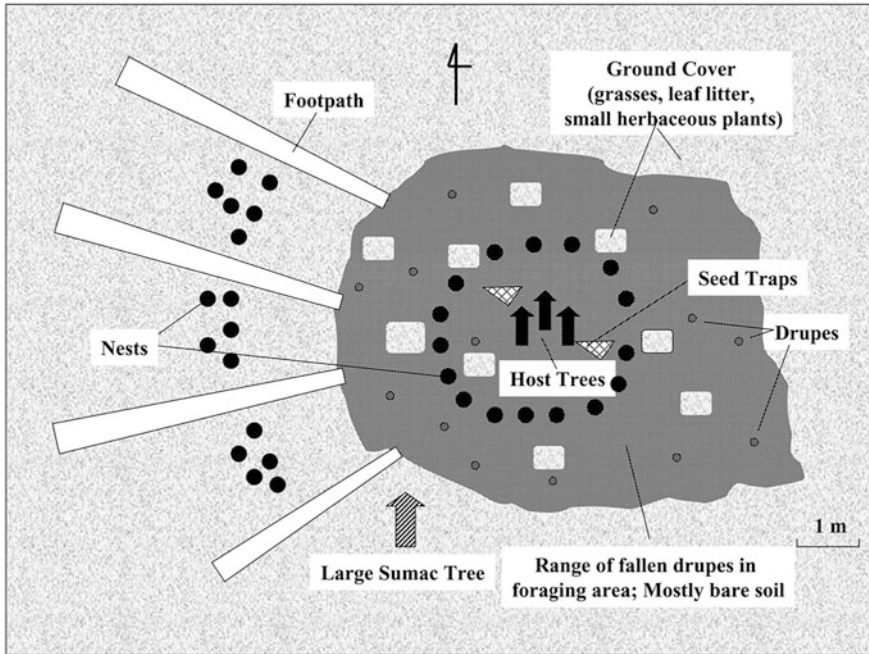 Ground Cover
(grasses, leaf litter,
small herbaceous plants)
Footpath
Seed Traps
Nests
Drupes
Host Trees
1 m
Large Sumac Tree
Range of fallen drupes in
foraging area; Mostly bare soil